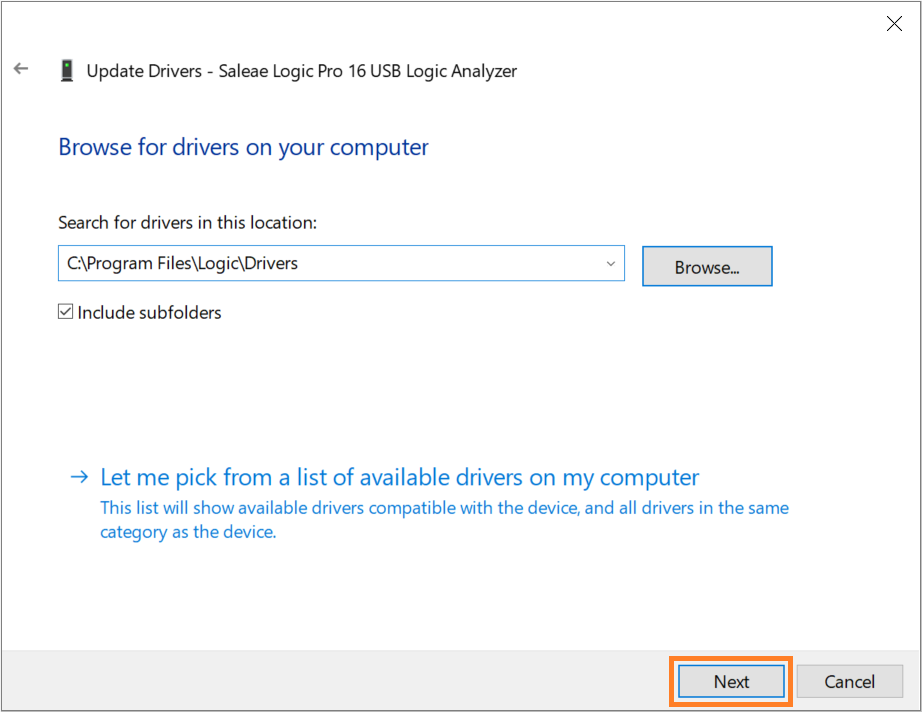 Update Drivers - Saleae Logic Pro 16 USB Logic Analyzer
Browse for drivers on your computer
Search for drivers in this location:
C:\Program Files\Logic\Drivers
Browse...
Include subfolders
Let me pick from a list of available drivers on my computer
This list will show available drivers compatible with the device, and all drivers in the same
category as the device.
Next
Cancel